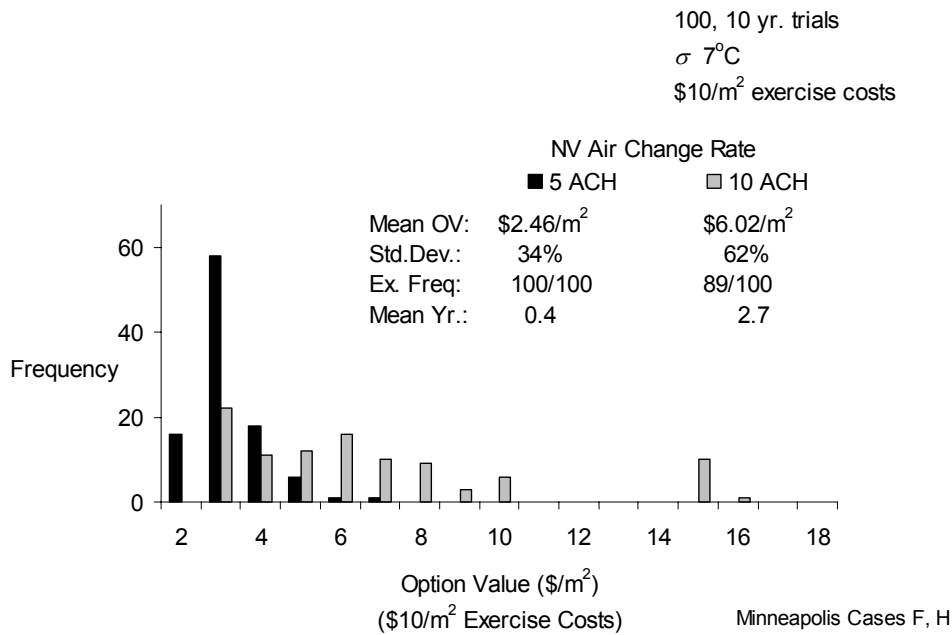 100, 10 yr. trials
σ 7°C
$10/m² exercise costs
NV Air Change Rate
5 ACH 10 ACH
Mean OV: $2.46/m² $6.02/m²
Std.Dev.: 34% 62%
Ex. Freq: 100/100 89/100
Mean Yr.: 0.4 2.7
60
40
Frequency
20
0
2 4 6 8 10 12 14 16 18
Option Value ($/m²)
($10/m² Exercise Costs)
Minneapolis Cases F, H